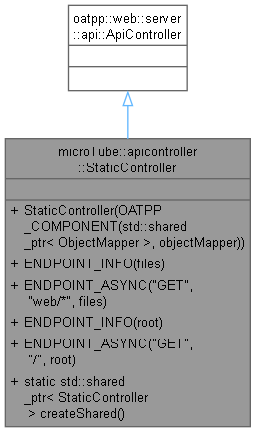 oatpp::web::server
::api::ApiController
microTube::apicontroller
::StaticController
+ StaticController(OATPP
_COMPONENT(std::shared
_ptr< ObjectMapper >, objectMapper))
+ ENDPOINT_INFO(files)
+ ENDPOINT_ASYNC("GET",
"web/*", files)
+ ENDPOINT_INFO(root)
+ ENDPOINT_ASYNC("GET",
"/", root)
+ static std::shared
_ptr< StaticController
> createShared()